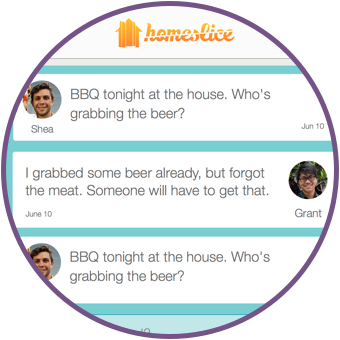 homeslice
BBQ tonight at the house. Who's
grabbing the beer?
Shea
Jun 10
I grabbed some beer already, but forgot
the meat. Someone will have to get that.
June 10
Grant
BBQ tonight at the house. Who's
grabbing the beer?